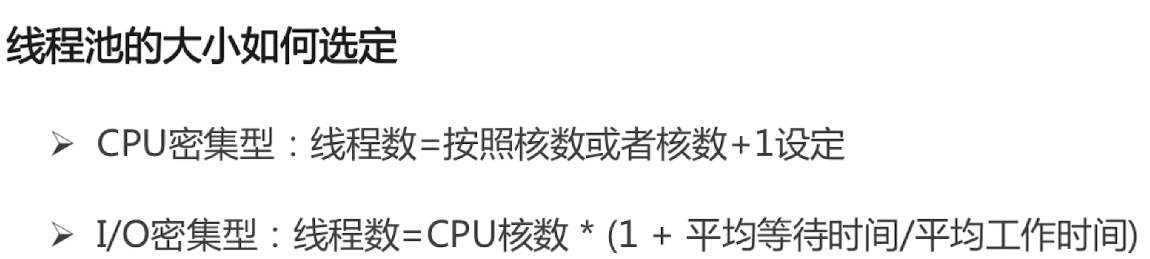 线程池的大小如何选定
➢ CPU密集型：线程数=按照核数或者核数+1设定
➢ I/O密集型：线程数=CPU核数 * (1 + 平均等待时间/平均工作时间)